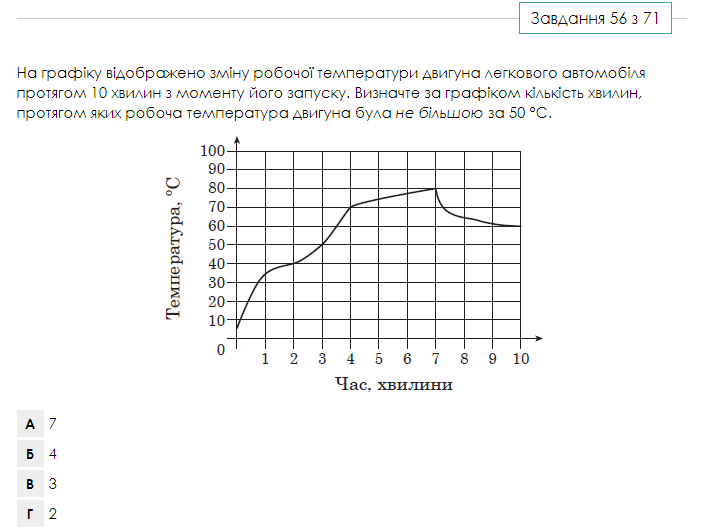 Завдання 56 з 71
На графіку відображено зміну робочої температури двигуна легкового автомобіля
протягом 10 хвилин з моменту його запуску. Визначте за графіком кількість хвилин,
протягом яких робоча температура двигуна була не більшою за 50 °C.
Температура, °C
100
90
80
70
60
50
40
30
20
10
0
1 2 3 4 5 6 7 8 9 10
Час, хвилини
А 7
Б 4
В 3
Г 2